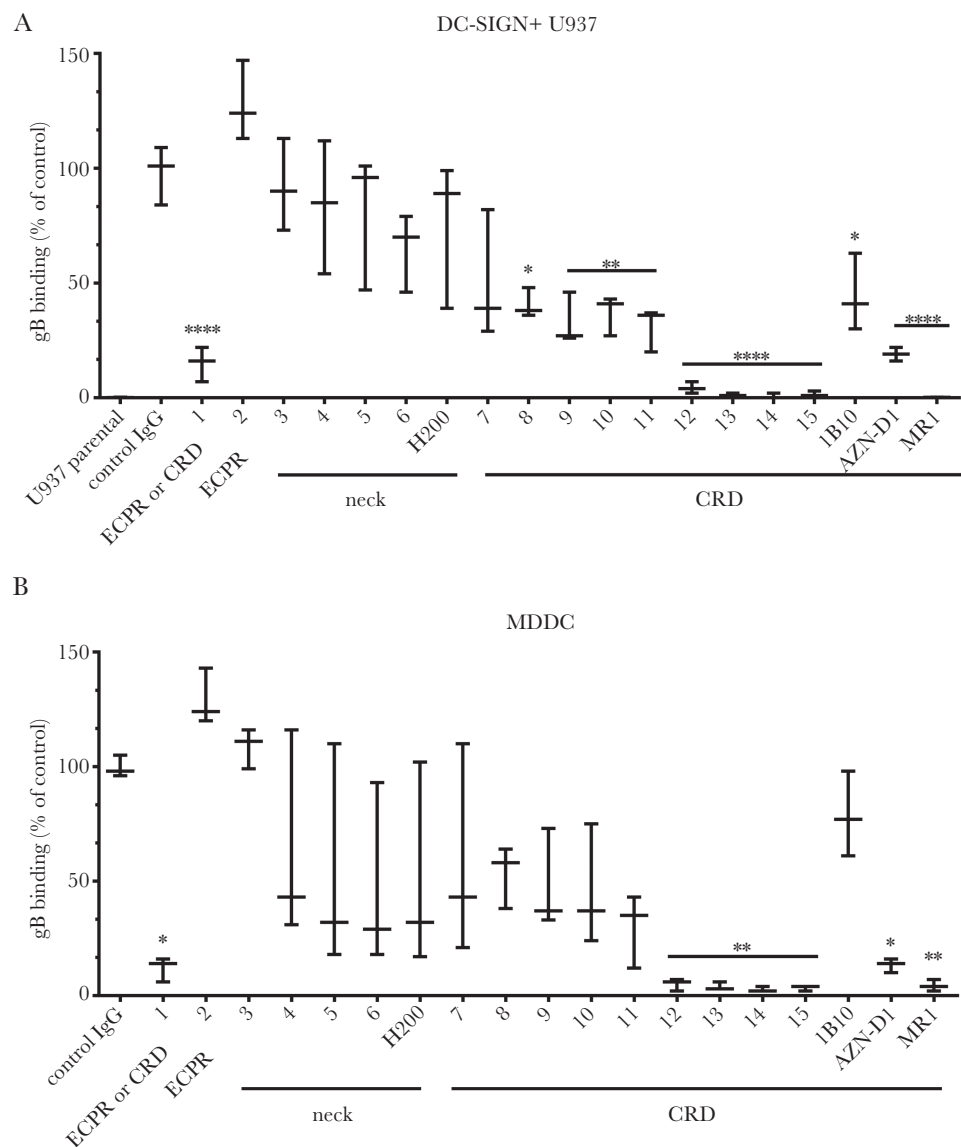 A
DC-SIGN+ U937
gB binding (% of control)
150
100
50
0
****
*
**
****
*
****
U937 parental
control IgG
1
2
3
4
5
6
H200
7
8
9
10
11
12
13
14
15
1B10
AZN-D1
MR1
ECPR or CRD
ECPR
neck
CRD
B
MDDC
gB binding (% of control)
150
100
50
0
*
**
*
**
control IgG
1
2
3
4
5
6
H200
7
8
9
10
11
12
13
14
15
1B10
AZN-D1
MR1
ECPR or CRD
ECPR
neck
CRD